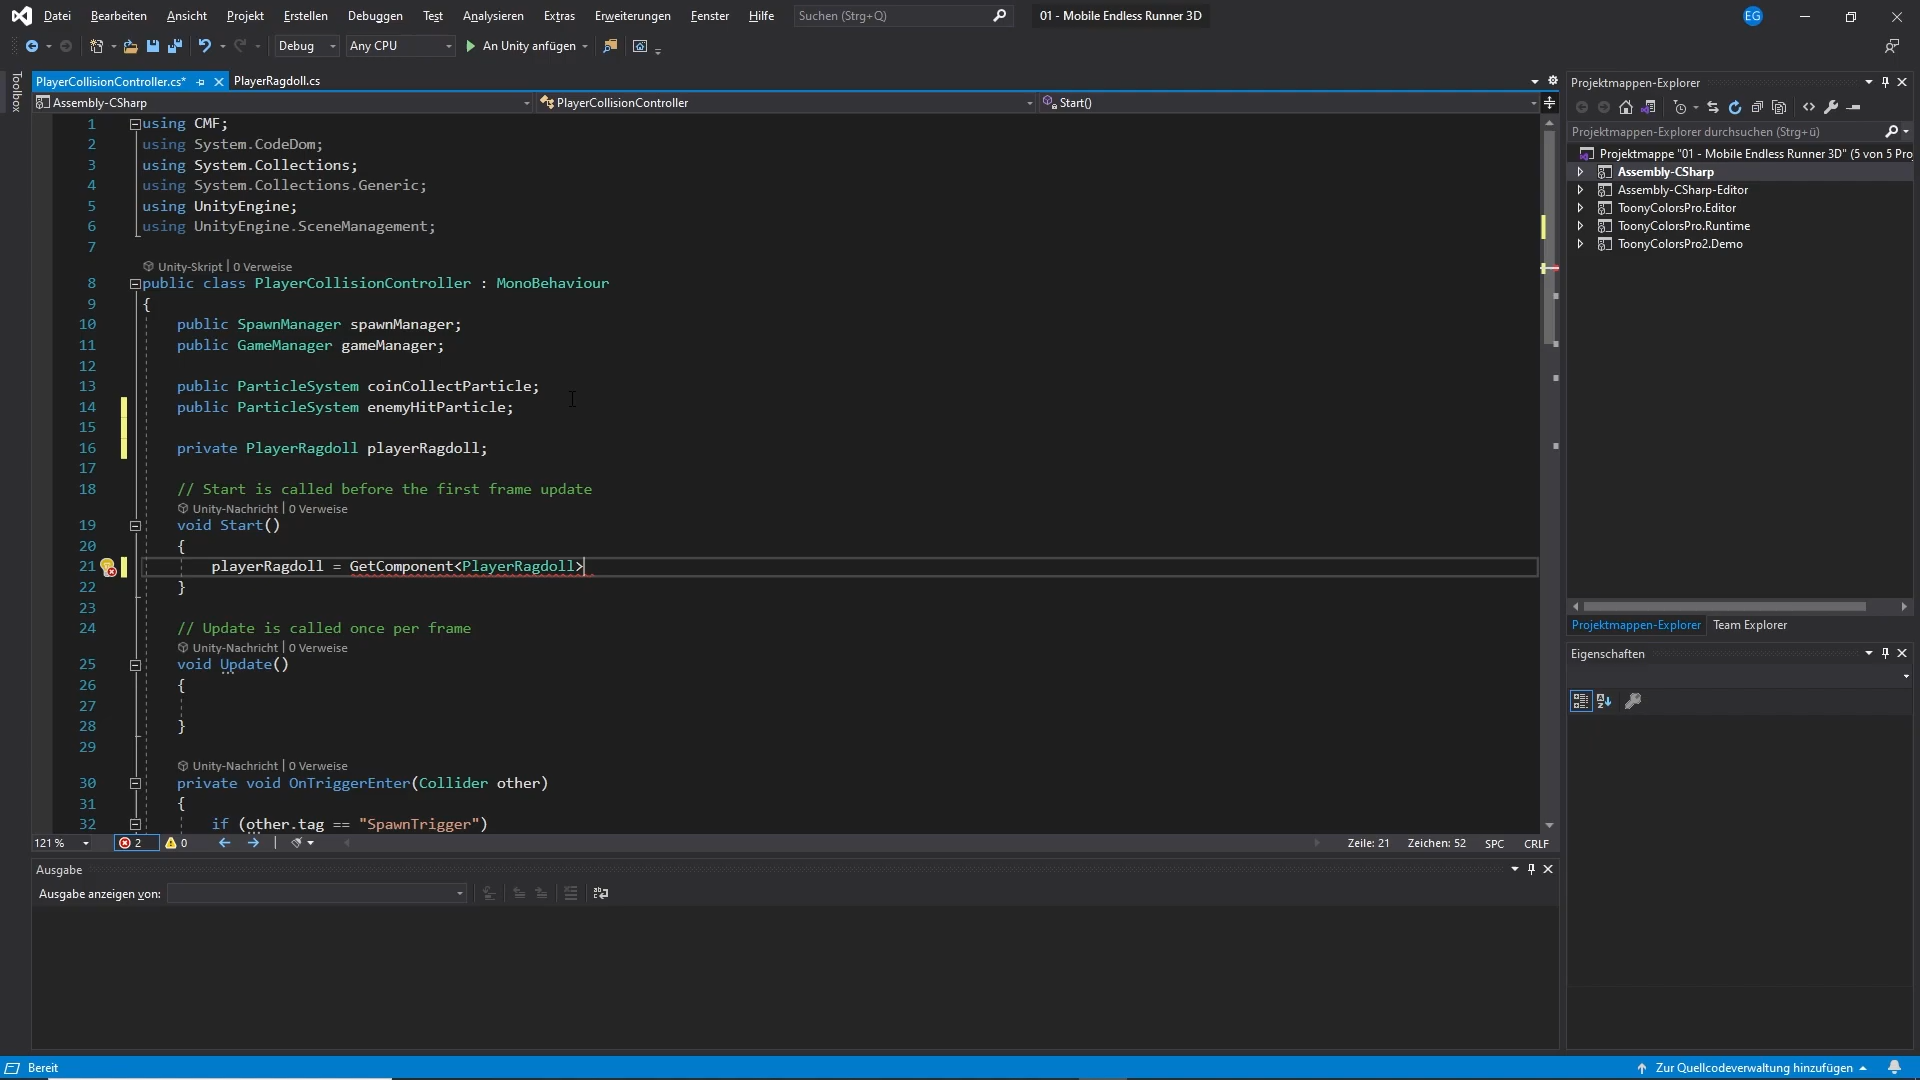 Datei Bearbeiten Ansicht Projekt Erstellen Debuggen Test Analysieren Extras Erweiterungen Fenster Hilfe Suchen (Strg+Q) 01 - Mobile Endless Runner 3D EG
Debug Any CPU An Unity anfügen
Toolbox
PlayerCollisionController.cs* PlayerRagdoll.cs
Assembly-CSharp PlayerCollisionController Start()
1 using CMF;
2 using System.CodeDom;
3 using System.Collections;
4 using System.Collections.Generic;
5 using UnityEngine;
6 using UnityEngine.SceneManagement;
7
Unity-Skript | 0 Verweise
8 public class PlayerCollisionController : MonoBehaviour
9 {
10 public SpawnManager spawnManager;
11 public GameManager gameManager;
12
13 public ParticleSystem coinCollectParticle;
14 public ParticleSystem enemyHitParticle;
15
16 private PlayerRagdoll playerRagdoll;
17
18 // Start is called before the first frame update
Unity-Nachricht | 0 Verweise
19 void Start()
20 {
21 playerRagdoll = GetComponent<PlayerRagdoll>
22 }
23
24 // Update is called once per frame
Unity-Nachricht | 0 Verweise
25 void Update()
26 {
27
28 }
29
Unity-Nachricht | 0 Verweise
30 private void OnTriggerEnter(Collider other)
31 {
32 if (other.tag == "SpawnTrigger")
121 % 2 0 Zeile: 21 Zeichen: 52 SPC CRLF
Ausgabe
Ausgabe anzeigen von:
Projektmappen-Explorer
Projektmappen-Explorer durchsuchen (Strg+ü)
Projektmappe "01 - Mobile Endless Runner 3D" (5 von 5 Pro
Assembly-CSharp
Assembly-CSharp-Editor
ToonyColorsPro.Editor
ToonyColorsPro.Runtime
ToonyColorsPro2.Demo
Projektmappen-Explorer Team Explorer
Eigenschaften
Bereit Zur Quellcodeverwaltung hinzufügen